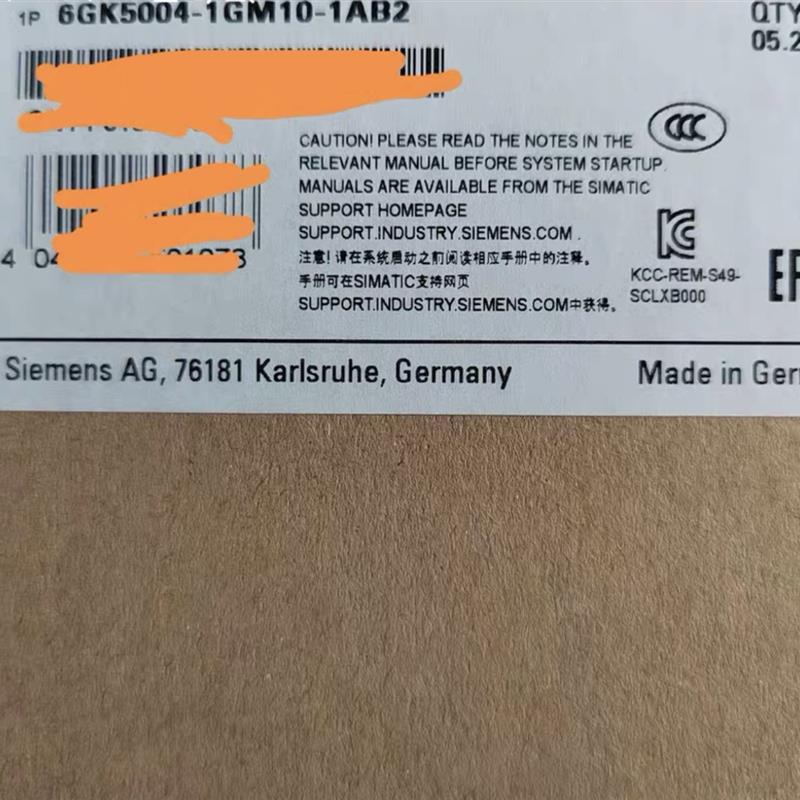 1P 6GK5004-1GM10-1AB2
QTY
05.2
CCC
CAUTION! PLEASE READ THE NOTES IN THE
RELEVANT MANUAL BEFORE SYSTEM STARTUP.
MANUALS ARE AVAILABLE FROM THE SIMATIC
SUPPORT HOMEPAGE
SUPPORT.INDUSTRY.SIEMENS.COM .
注意! 请在系统启动之前阅读相应手册中的注释。
手册可在SIMATIC支持网页
SUPPORT.INDUSTRY.SIEMENS.COM中获得。
KCC-REM-S49-
SCLXB000
4 04
Siemens AG, 76181 Karlsruhe, Germany
Made in Ger